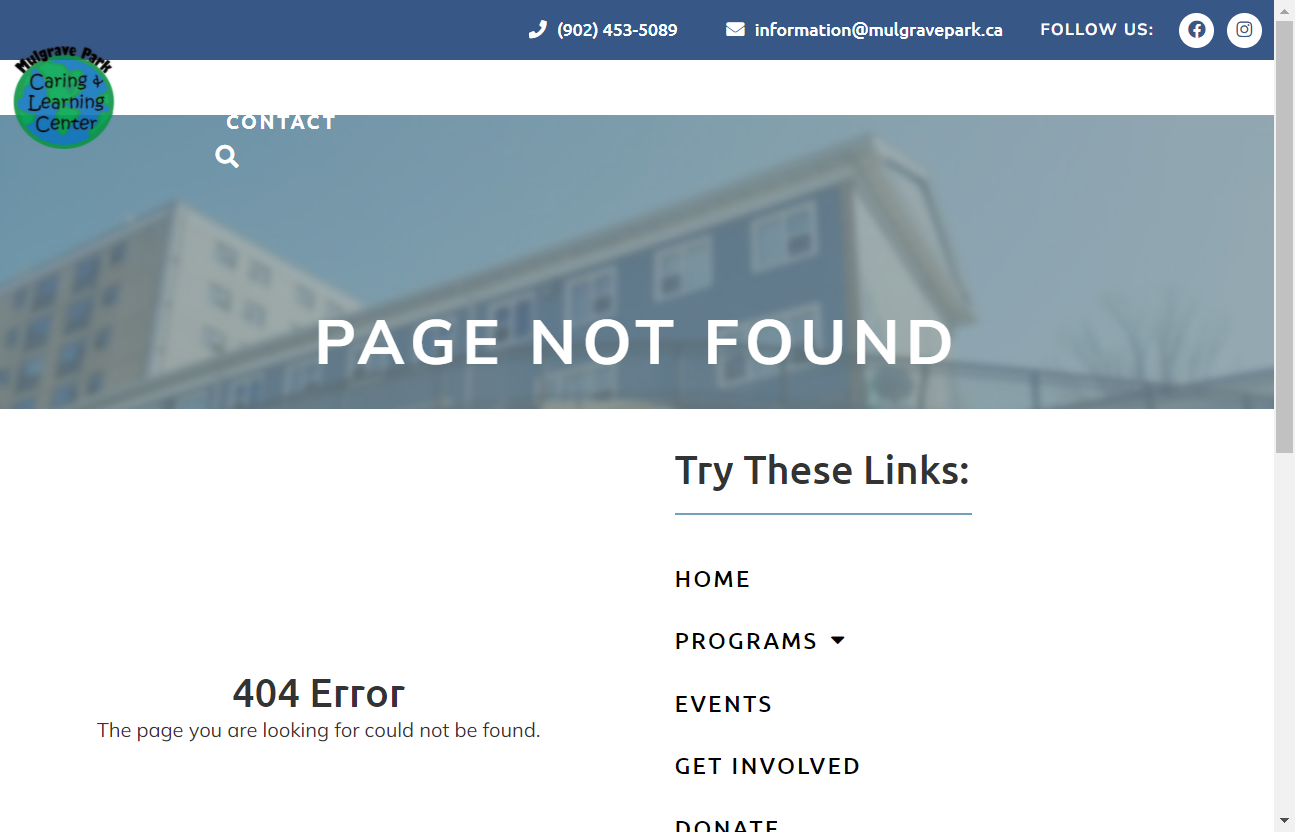 (902) 453-5089
information@mulgravepark.ca
FOLLOW US:
Mulgrave Park
Caring &
Learning
Center
CONTACT
PAGE NOT FOUND
Try These Links:
HOME
PROGRAMS
EVENTS
GET INVOLVED
DONATE
404 Error
The page you are looking for could not be found.